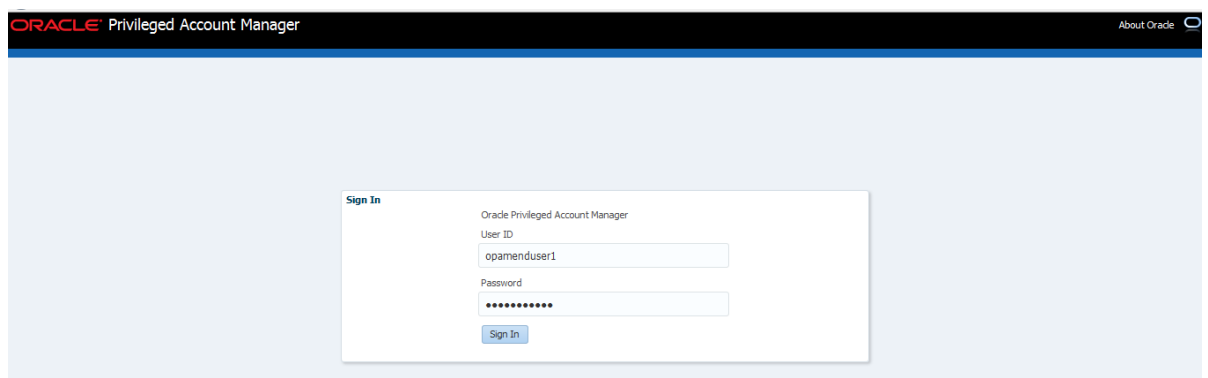 ORACLE Privileged Account Manager
About Oracle
Sign In
Oracle Privileged Account Manager
User ID
opamenduser1
Password
•••••••••••
Sign In